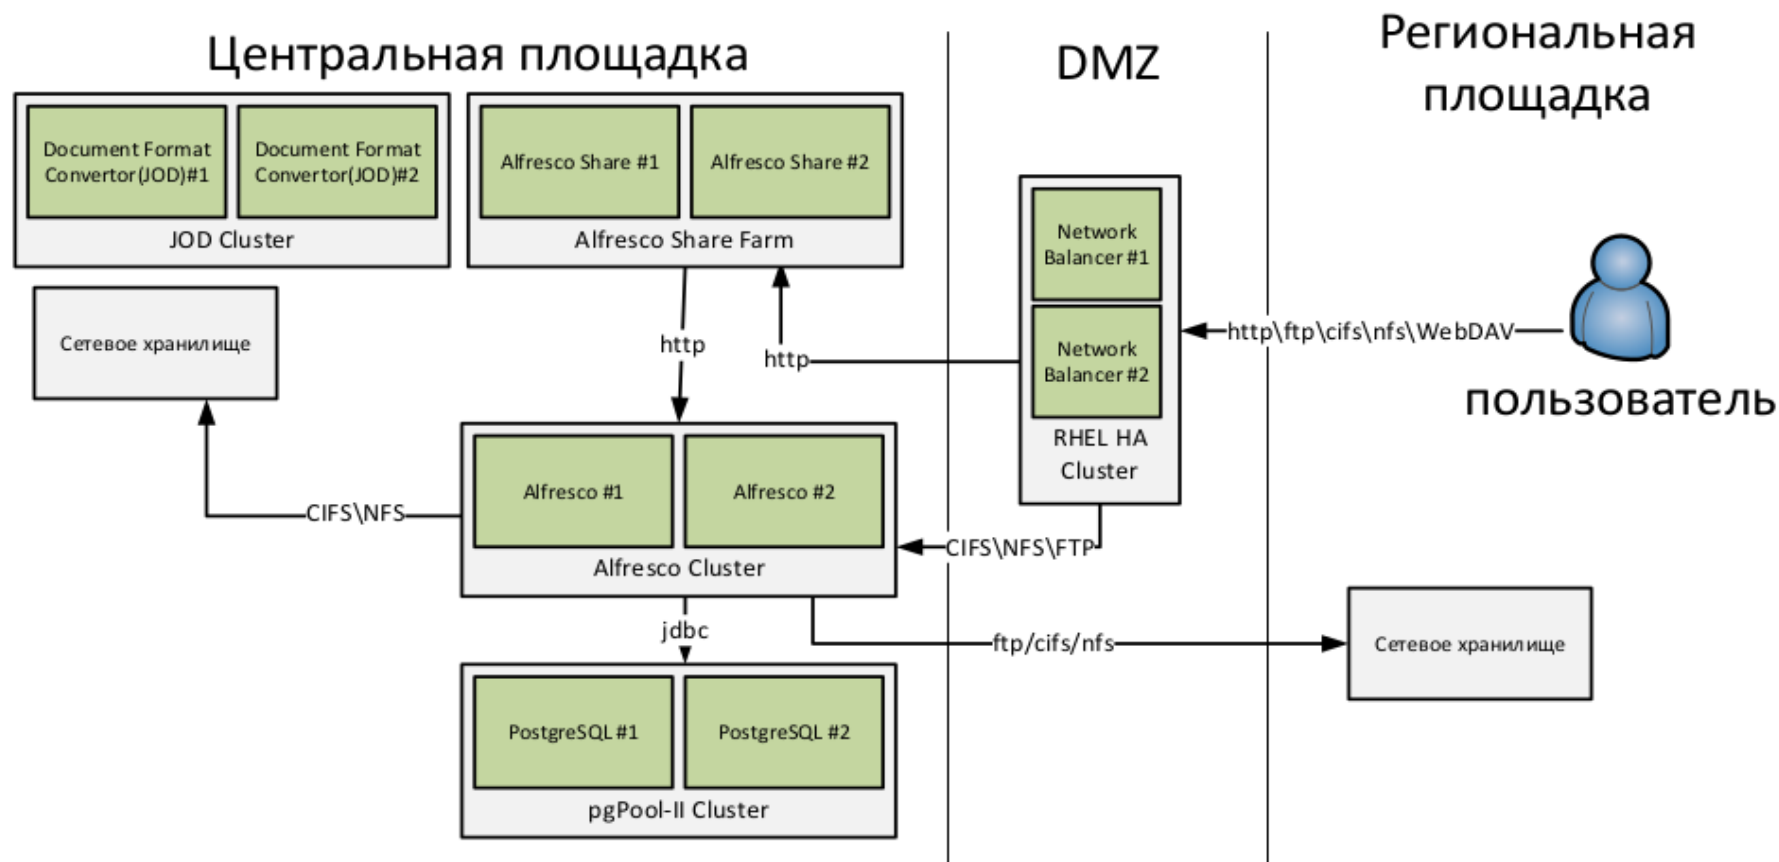 Центральная площадка
DMZ
Региональная
площадка
Document Format
Convertor(JOD)#1
Document Format
Convertor(JOD)#2
JOD Cluster
Alfresco Share #1
Alfresco Share #2
Alfresco Share Farm
Network
Balancer #1
Network
Balancer #2
RHEL HA
Cluster
http\ftp\cifs\nfs\WebDAV
пользователь
Сетевое хранилище
http
http
Alfresco #1
Alfresco #2
Alfresco Cluster
CIFS\NFS
CIFS\NFS\FTP
jdbc
ftp/cifs/nfs
Сетевое хранилище
PostgreSQL #1
PostgreSQL #2
pgPool-II Cluster